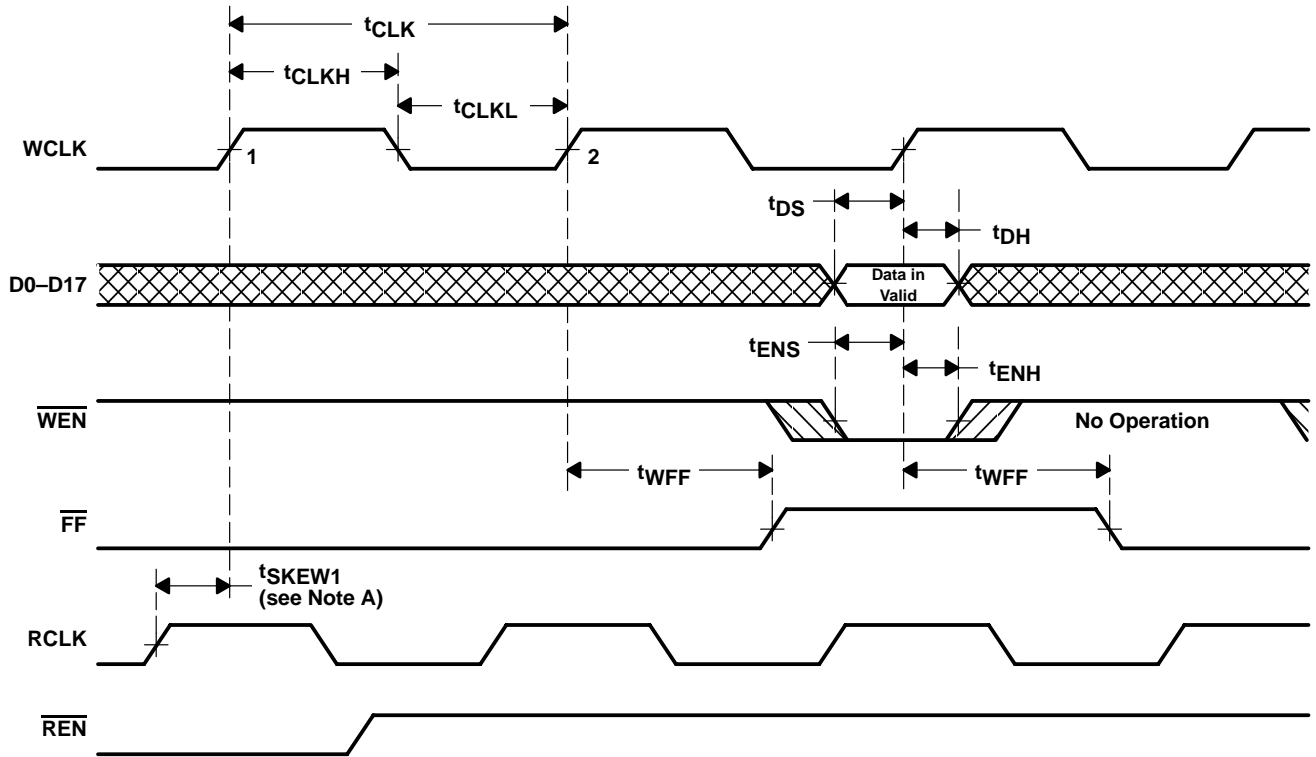 tCLK
tCLKH
tCLKL
WCLK
1
2
tDS
tDH
D0–D17
Data in
Valid
tENS
tENH
WEN
No Operation
tWFF
tWFF
FF
tSKEW1
(see Note A)
RCLK
REN